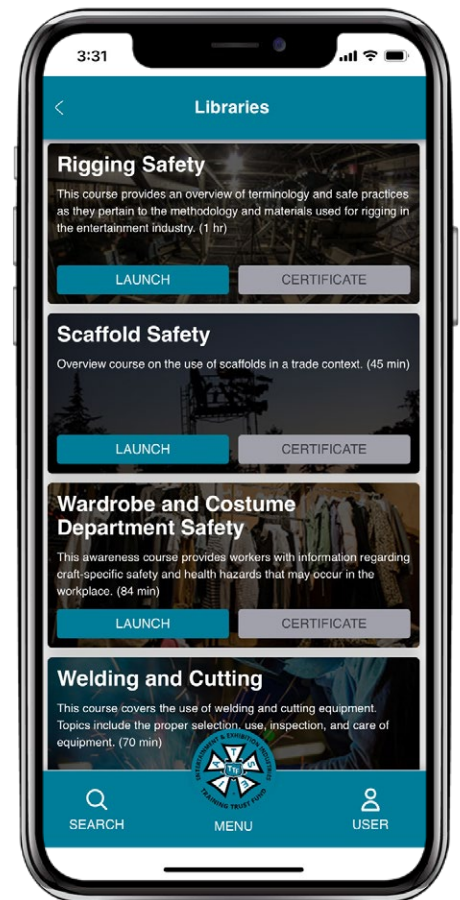 3:31
Libraries
Rigging Safety
This course provides an overview of terminology and safe practices
as they pertain to the methodology and materials used for rigging in
the entertainment industry. (1 hr)
LAUNCH CERTIFICATE
Scaffold Safety
Overview course on the use of scaffolds in a trade context. (45 min)
LAUNCH CERTIFICATE
Wardrobe and Costume
Department Safety
This awareness course provides workers with information regarding
craft-specific safety and health hazards that may occur in the
workplace. (84 min)
LAUNCH CERTIFICATE
Welding and Cutting
This course covers the use of welding and cutting equipment.
Topics include the proper selection, use, inspection, and care of
equipment. (70 min)
ENTERTAINMENT & EXHIBITION INDUSTRIES
I A T S E
TTF
TRAINING TRUST FUND
SEARCH MENU USER